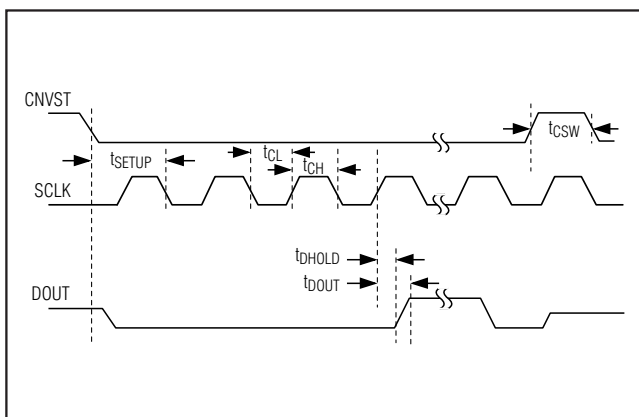 CNVST
tCSW
tSETUP
tCL
tCH
SCLK
tDHOLD
tDOUT
DOUT